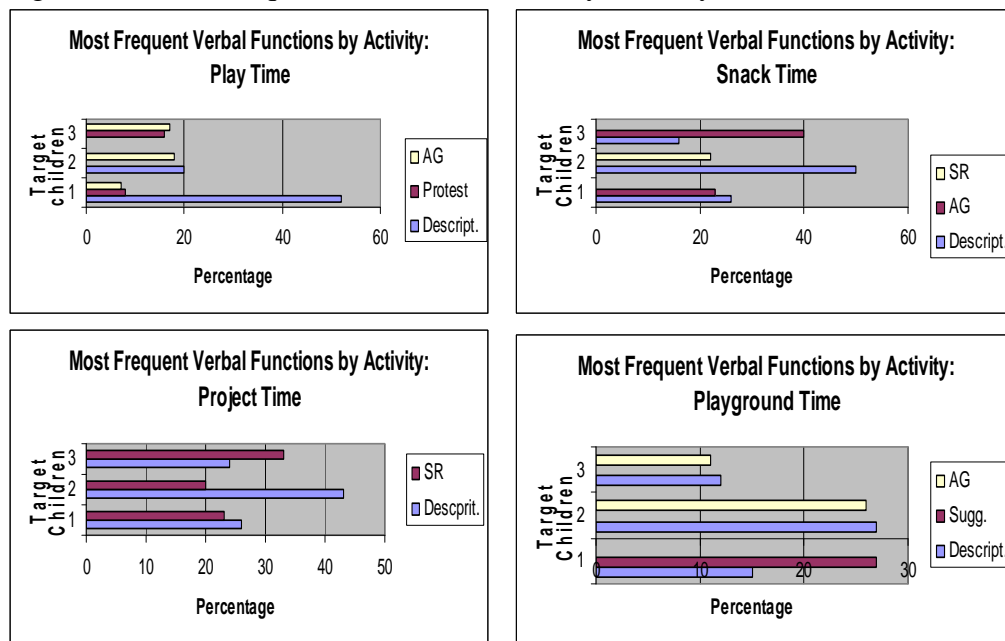 Most Frequent Verbal Functions by Activity:
Play Time
Target
children
3
2
1
0
20
40
60
Percentage
AG
Protest
Descript.
Most Frequent Verbal Functions by Activity:
Snack Time
Target
Children
3
2
1
0
20
40
60
Percentage
SR
AG
Descript.
Most Frequent Verbal Functions by Activity:
Project Time
Target
Children
3
2
1
0
10
20
30
40
50
Percentage
SR
Descprit.
Most Frequent Verbal Functions by Activity:
Playground Time
Target
Children
3
2
1
0
10
20
30
Percentage
AG
Sugg.
Descript.